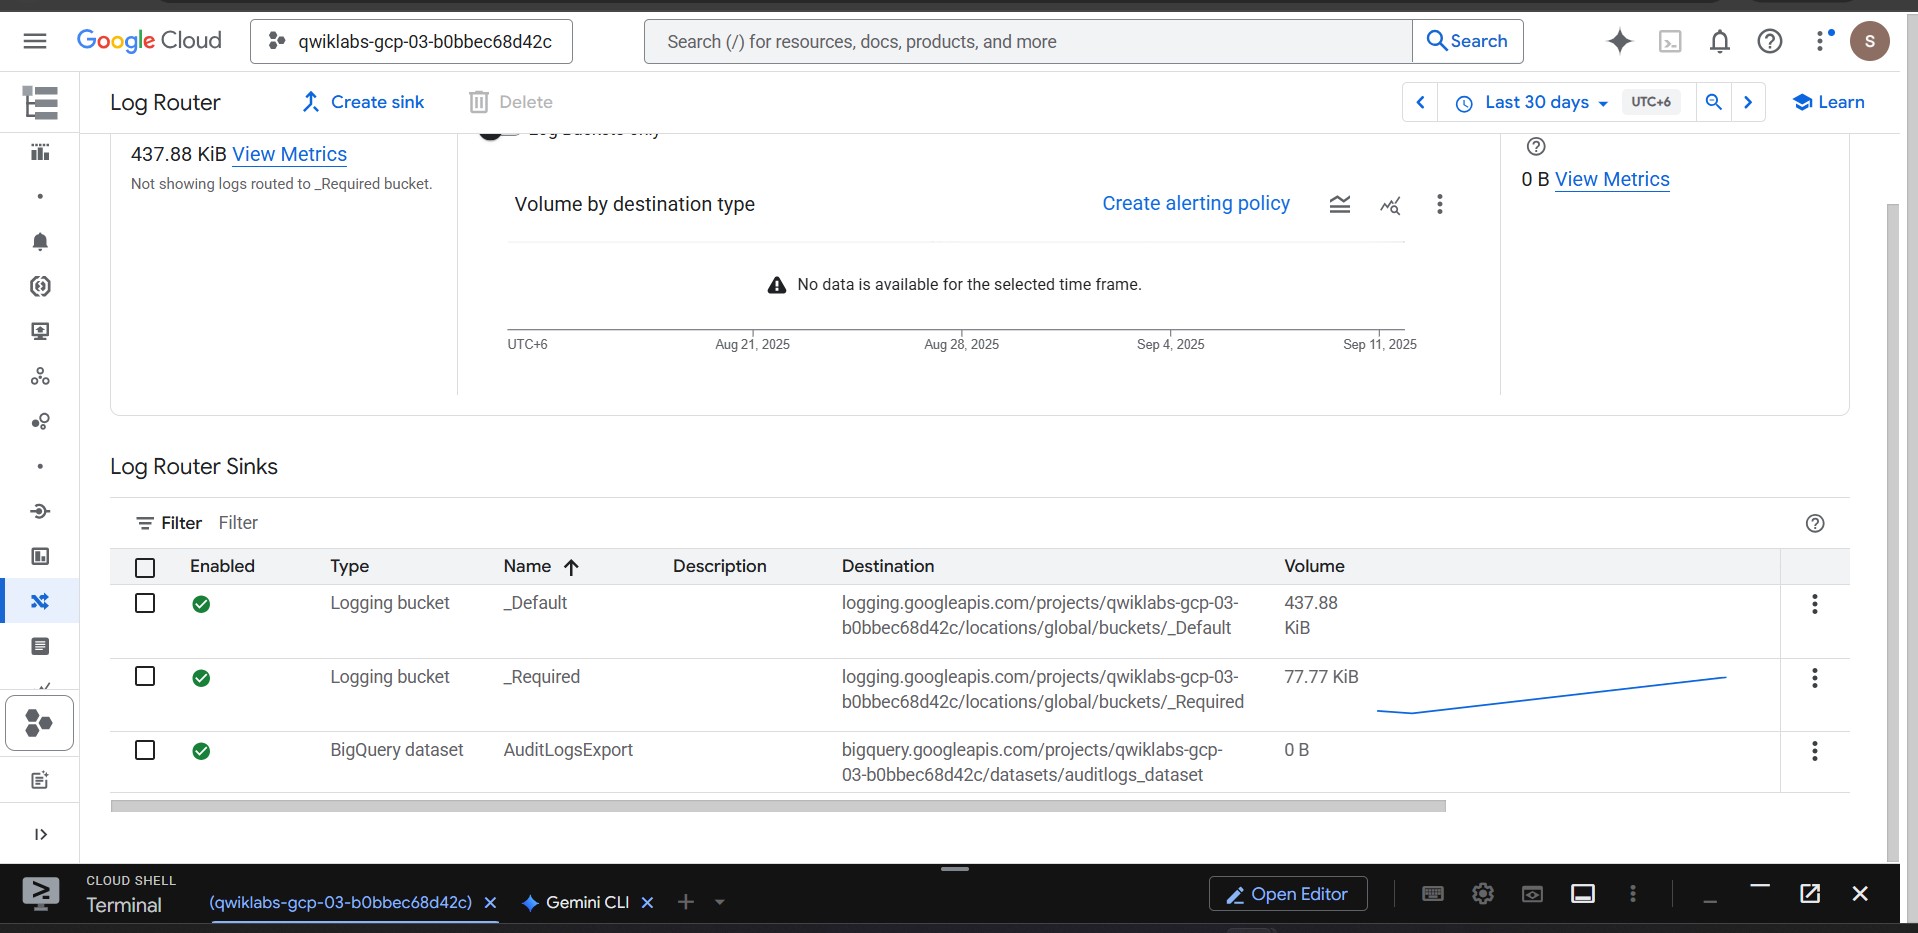 Google Cloud
qwiklabs-gcp-03-b0bbec68d42c
Search (/) for resources, docs, products, and more
Search
S
Log Router
Create sink
Delete
Last 30 days
UTC+6
Learn
Log Buckets only
437.88 KiB View Metrics
Not showing logs routed to _Required bucket.
Volume by destination type
Create alerting policy
0 B View Metrics
No data is available for the selected time frame.
UTC+6
Aug 21, 2025
Aug 28, 2025
Sep 4, 2025
Sep 11, 2025
Log Router Sinks
Filter Filter
Enabled Type Name Description Destination Volume
Logging bucket _Default logging.googleapis.com/projects/qwiklabs-gcp-03- 437.88
b0bbec68d42c/locations/global/buckets/_Default KiB
Logging bucket _Required logging.googleapis.com/projects/qwiklabs-gcp-03- 77.77 KiB
b0bbec68d42c/locations/global/buckets/_Required
BigQuery dataset AuditLogsExport bigquery.googleapis.com/projects/qwiklabs-gcp- 0 B
03-b0bbec68d42c/datasets/auditlogs_dataset
CLOUD SHELL
Terminal
(qwiklabs-gcp-03-b0bbec68d42c)
Gemini CLI
Open Editor